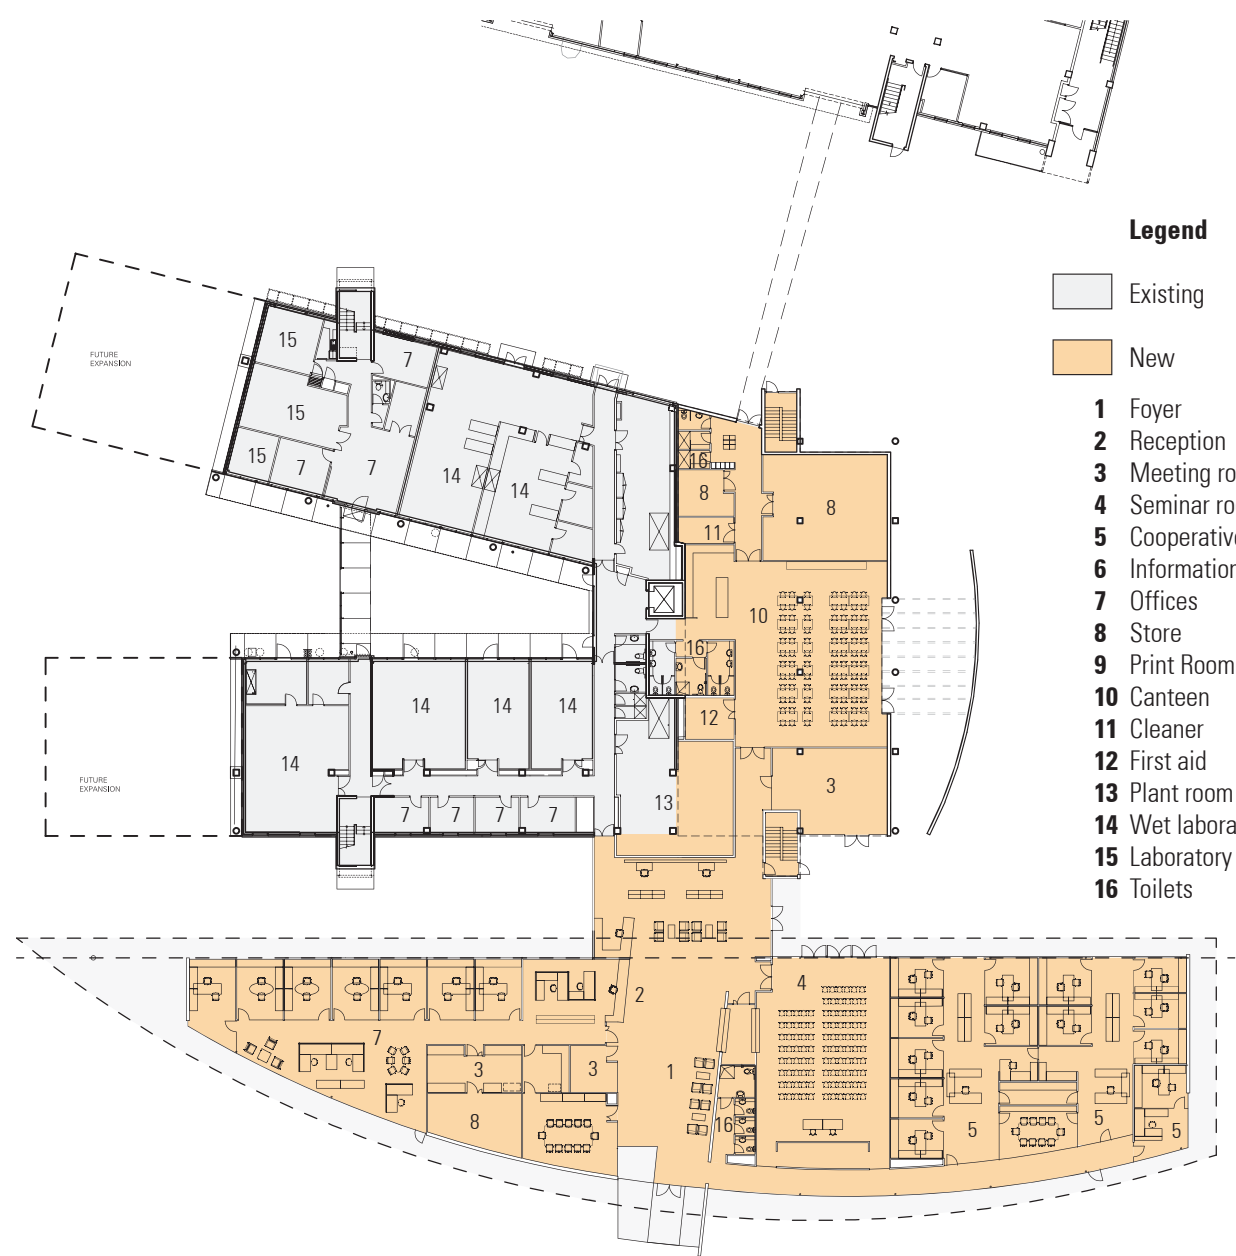 Legend
Existing
New
1 Foyer
2 Reception
3 Meeting ro
4 Seminar ro
5 Cooperative
6 Information
7 Offices
8 Store
9 Print Room
10 Canteen
11 Cleaner
12 First aid
13 Plant room
14 Wet labora
15 Laboratory
16 Toilets
FUTURE
EXPANSION
15
7
15
15
7
7
14
14
16
8
8
11
10
16
12
14
14
14
14
7
7
7
7
13
3
FUTURE
EXPANSION
2
4
7
3
3
1
8
16
5
5
5